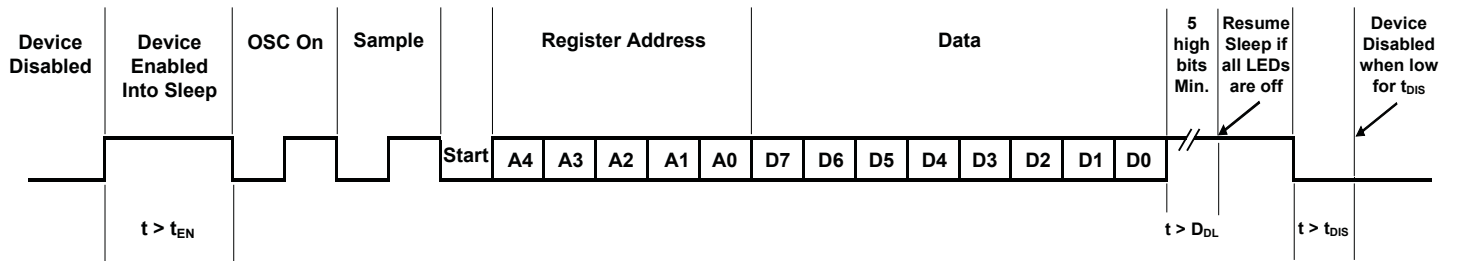 Device
Disabled
Device
Enabled
Into Sleep
OSC On
Sample
Register Address
Data
5
high
bits
Min.
Resume
Sleep if
all LEDs
are off
Device
Disabled
when low
for tDIS
Start A4 A3 A2 A1 A0 D7 D6 D5 D4 D3 D2 D1 D0
t > tEN
t > DDL
t > tDIS